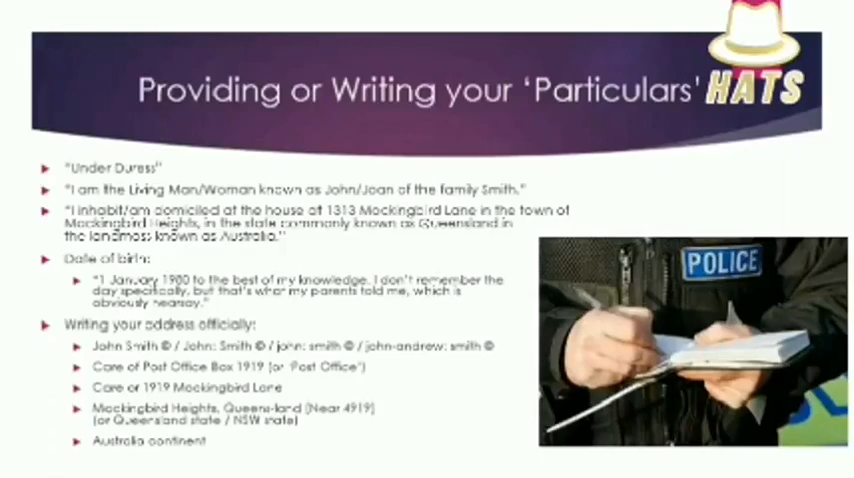 HATS
Providing or Writing your ‘Particulars’
“Under Duress”
“I am the Living Man/Woman known as John/Joan of the family Smith.”
“I inhabit/am domiciled at the house at 1313 Mockingbird Lane in the town of
Mockingbird Heights, in the state commonly known as Queensland in
the landmass known as Australia.”
Date of birth:
“1 January 1980 to the best of my knowledge. I don’t remember the
day specifically, but that’s what my parents told me, which is
obviously hearsay.”
POLICE
Writing your address officially:
John Smith © / John: Smith © / john: smith © / john-andrew: smith ©
Care of Post Office Box 1919 (or ‘Post Office’)
Care or 1919 Mockingbird Lane
Mockingbird Heights, Queens-land [Near 4919]
(or Queensland state / NSW state)
Australia continent